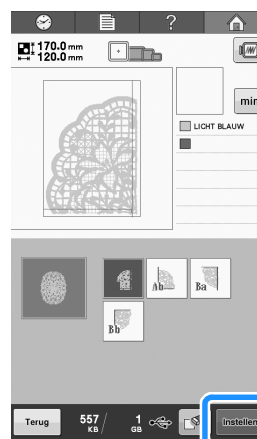 ?
170.0 mm
120.0 mm
min
LICHT BLAUW
Ab
Ba
Bb
Terug
557 KB / 1 GB
Instellen